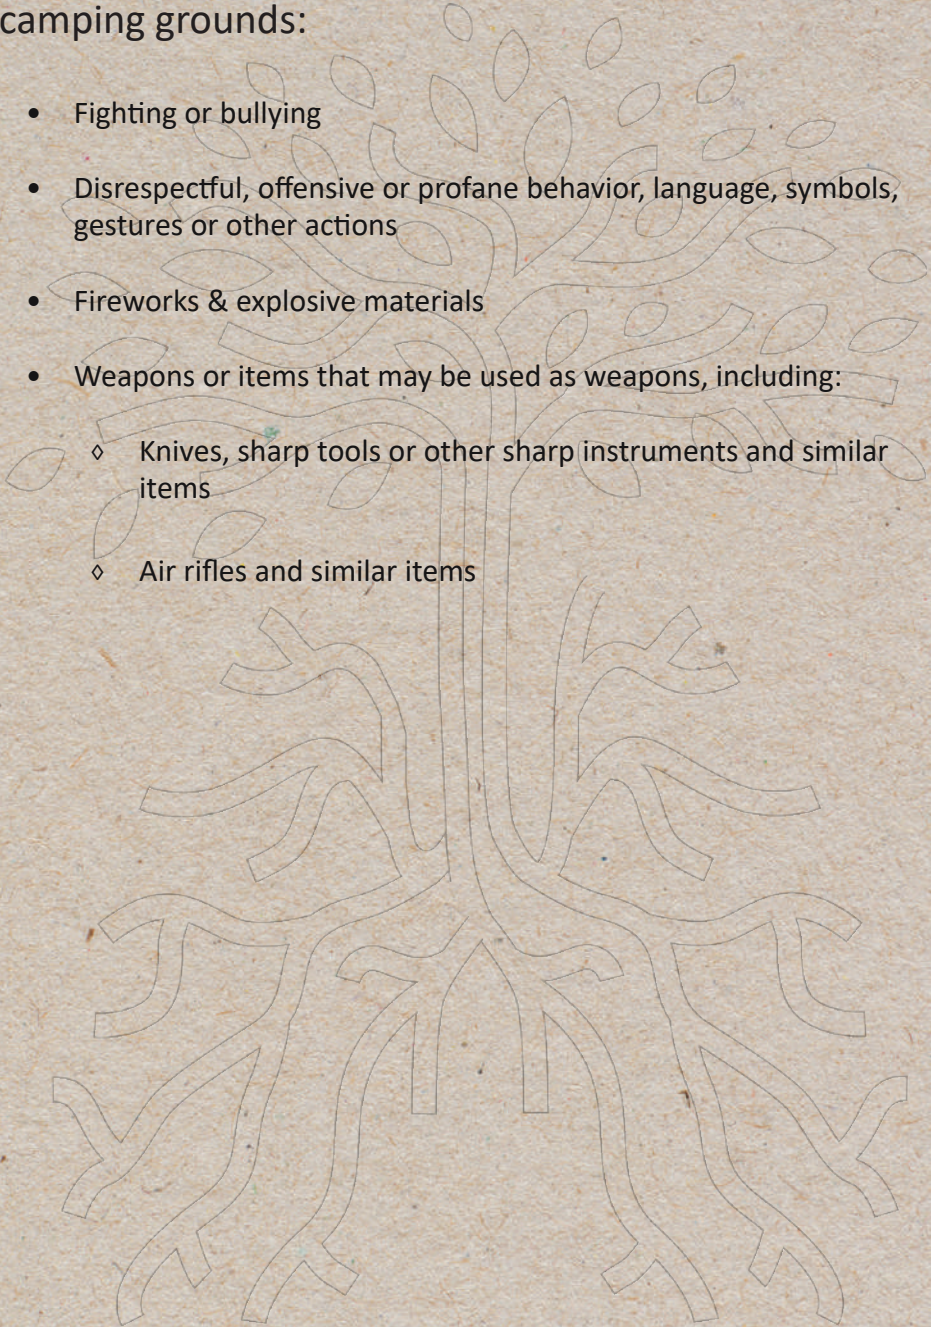 camping grounds:
• Fighting or bullying
• Disrespectful, offensive or profane behavior, language, symbols,
gestures or other actions
• Fireworks & explosive materials
• Weapons or items that may be used as weapons, including:
◊ Knives, sharp tools or other sharp instruments and similar
items
◊ Air rifles and similar items